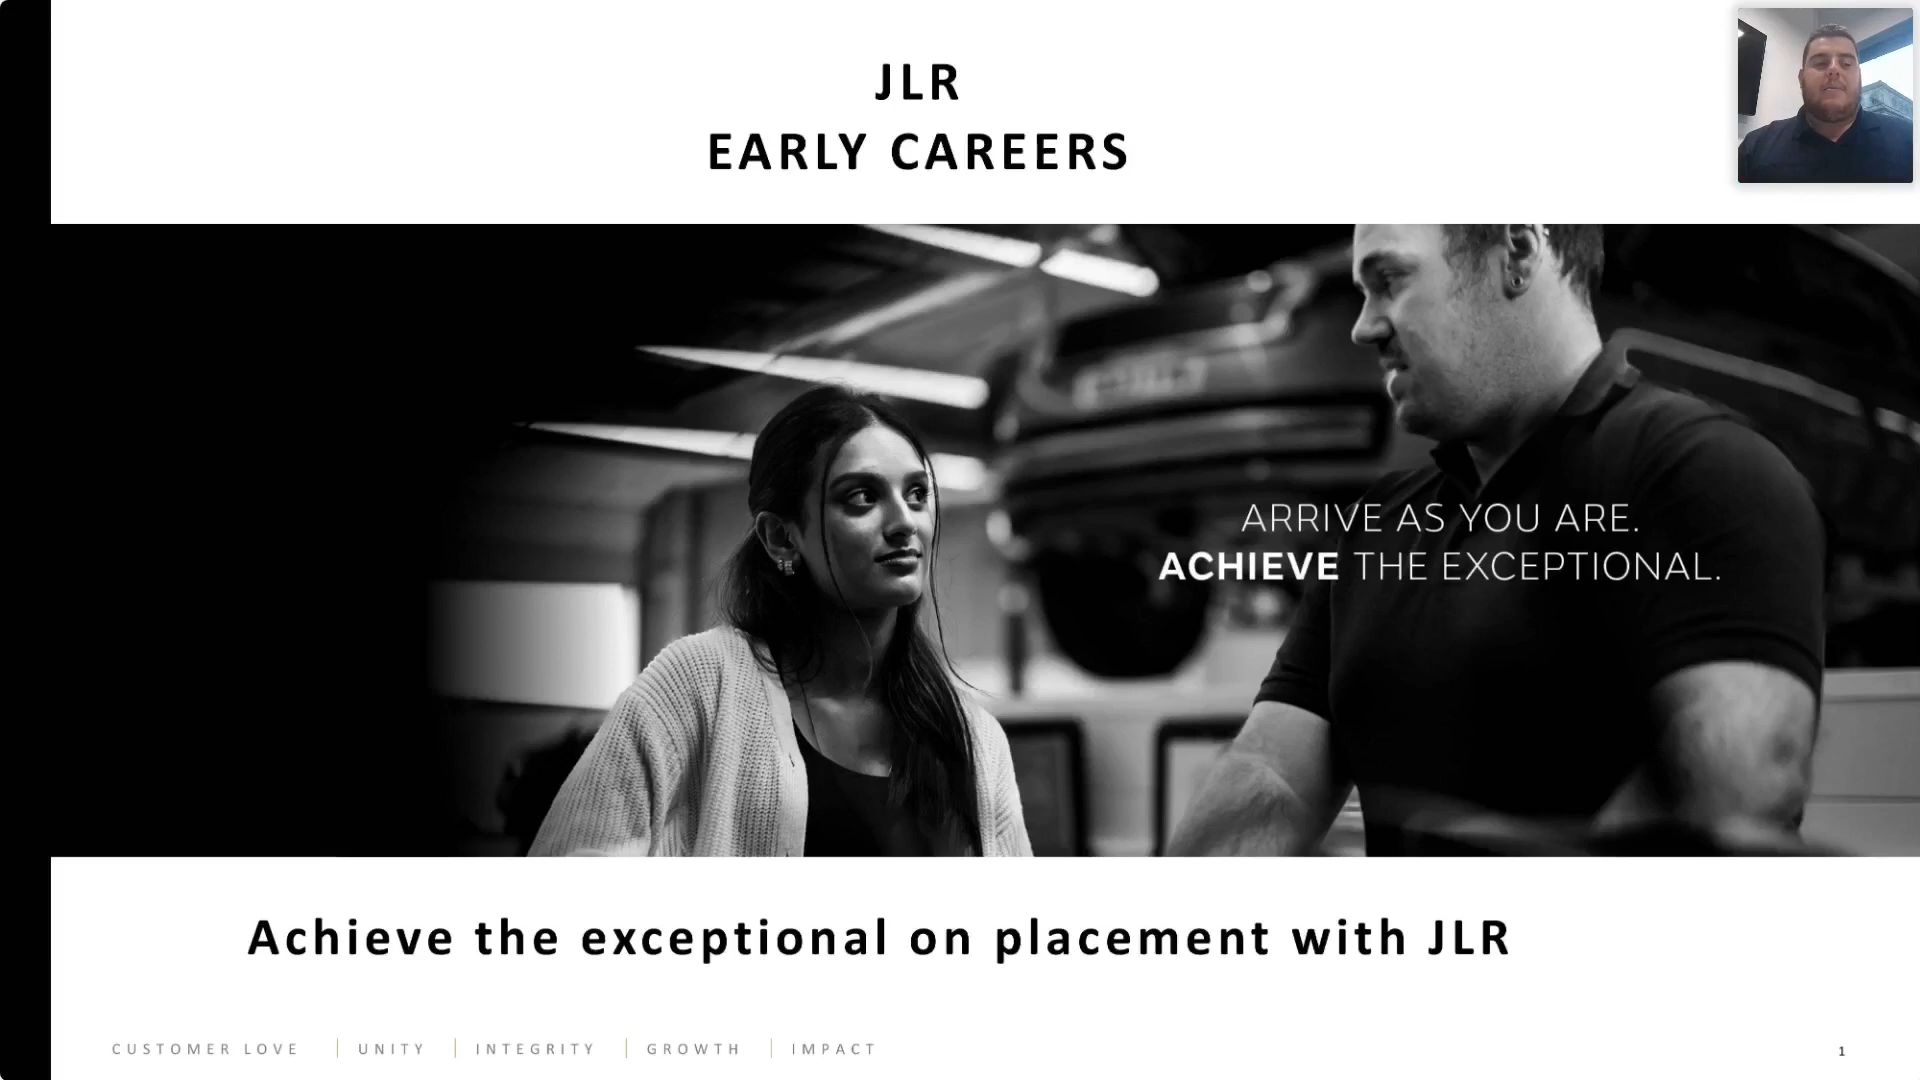 JLR
EARLY CAREERS
ARRIVE AS YOU ARE.
ACHIEVE THE EXCEPTIONAL.
Achieve the exceptional on placement with JLR
CUSTOMER LOVE | UNITY | INTEGRITY | GROWTH | IMPACT
1